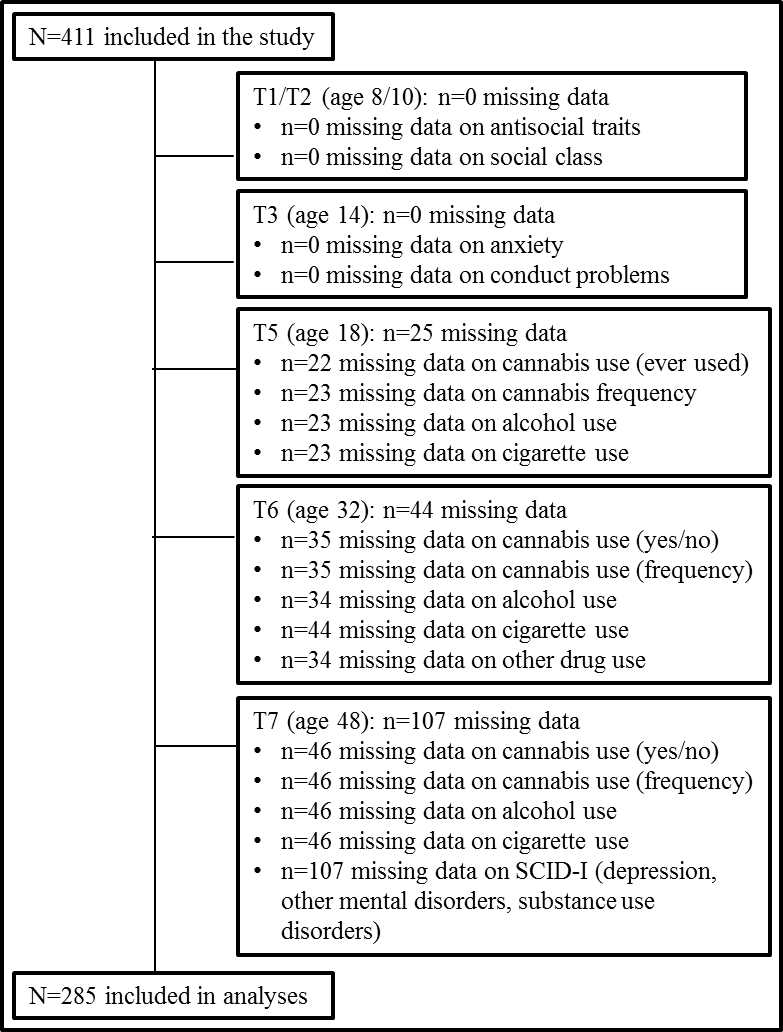 N=411 included in the study
T1/T2 (age 8/10): n=0 missing data
• n=0 missing data on antisocial traits
• n=0 missing data on social class
T3 (age 14): n=0 missing data
• n=0 missing data on anxiety
• n=0 missing data on conduct problems
T5 (age 18): n=25 missing data
• n=22 missing data on cannabis use (ever used)
• n=23 missing data on cannabis frequency
• n=23 missing data on alcohol use
• n=23 missing data on cigarette use
T6 (age 32): n=44 missing data
• n=35 missing data on cannabis use (yes/no)
• n=35 missing data on cannabis use (frequency)
• n=34 missing data on alcohol use
• n=44 missing data on cigarette use
• n=34 missing data on other drug use
T7 (age 48): n=107 missing data
• n=46 missing data on cannabis use (yes/no)
• n=46 missing data on cannabis use (frequency)
• n=46 missing data on alcohol use
• n=46 missing data on cigarette use
• n=107 missing data on SCID-I (depression,
other mental disorders, substance use
disorders)
N=285 included in analyses